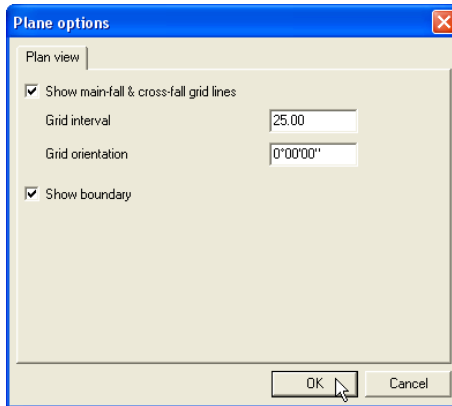 Plane options
Plan view
Show main-fall & cross-fall grid lines
Grid interval 25.00
Grid orientation 0°00'00"
Show boundary
OK Cancel